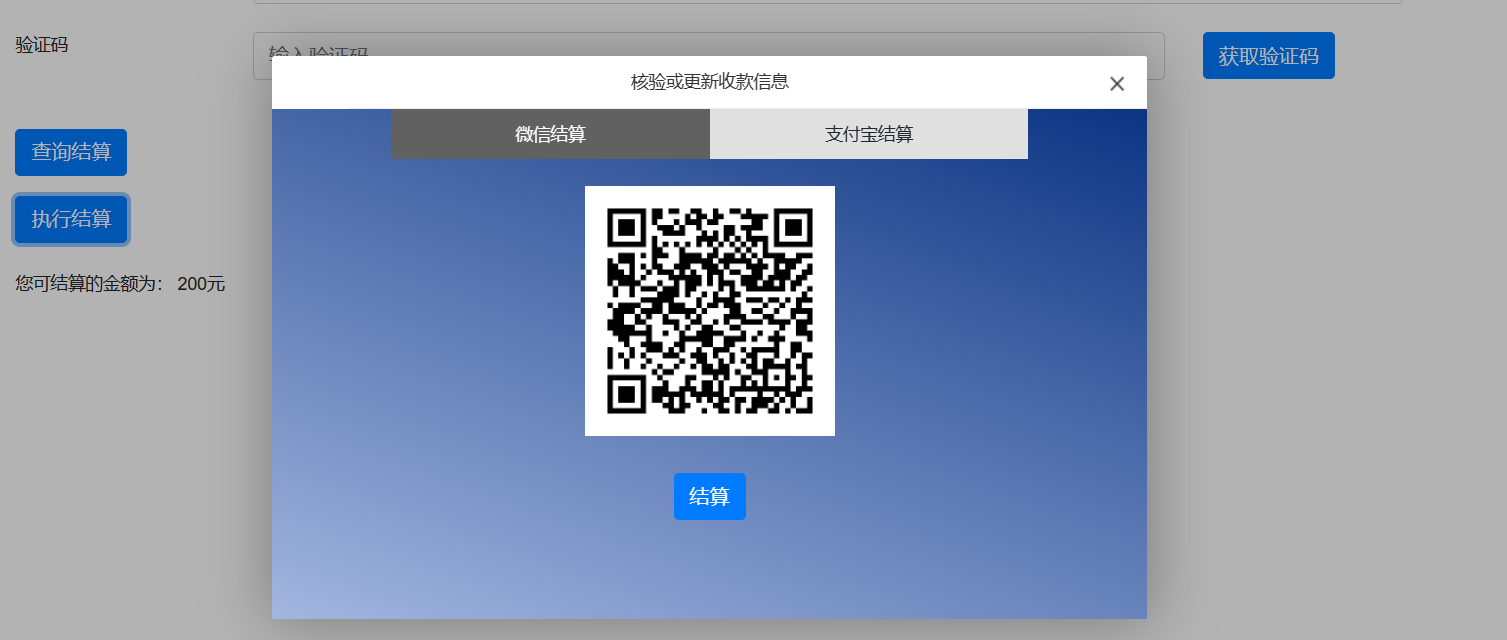 验证码
输入验证码
获取验证码
核验或更新收款信息
微信结算
支付宝结算
查询结算
执行结算
您可结算的金额为： 200元
结算